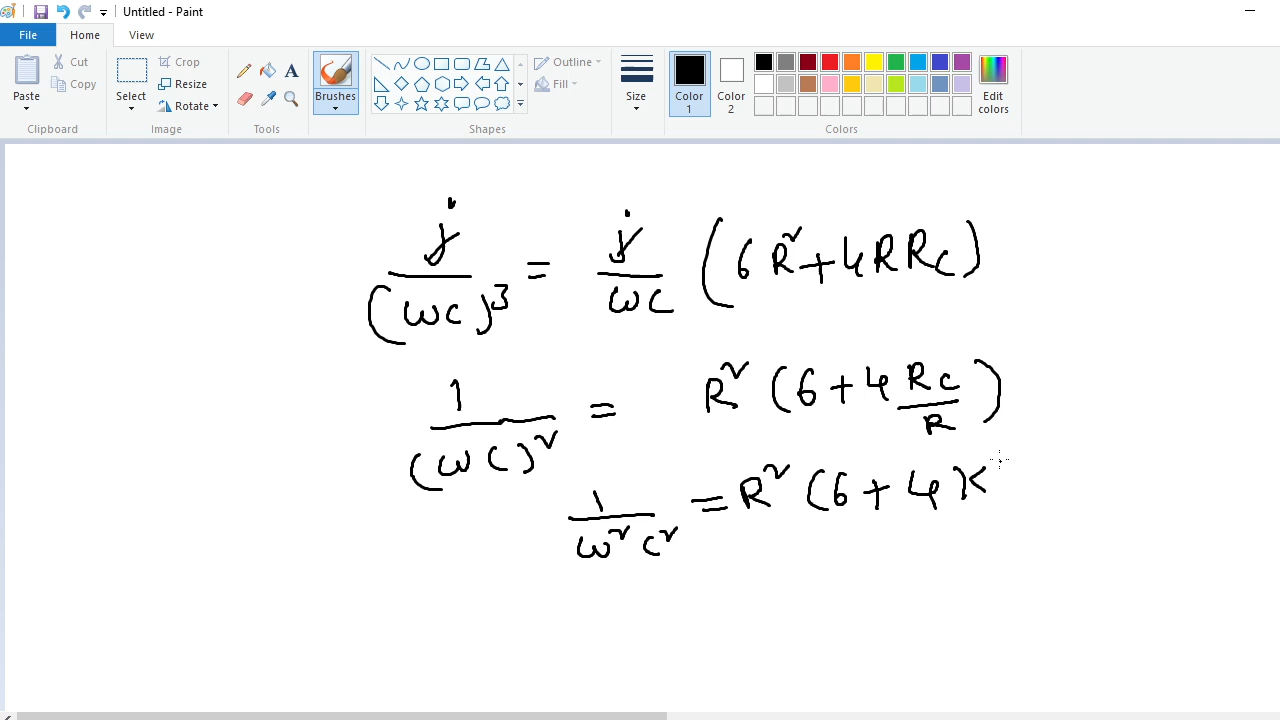 Untitled - Paint
File Home View
Paste Cut Copy Clipboard
Select Crop Resize Rotate Image
Tools
Brushes
Outline Fill Shapes
Size
Color 1 Color 2 Edit colors Colors
j/(ωC)³ = j/ωC (6R² + 4RRc)
1/(ωC)² = R² (6 + 4 Rc/R)
1/ω²C² = R² (6 + 4K